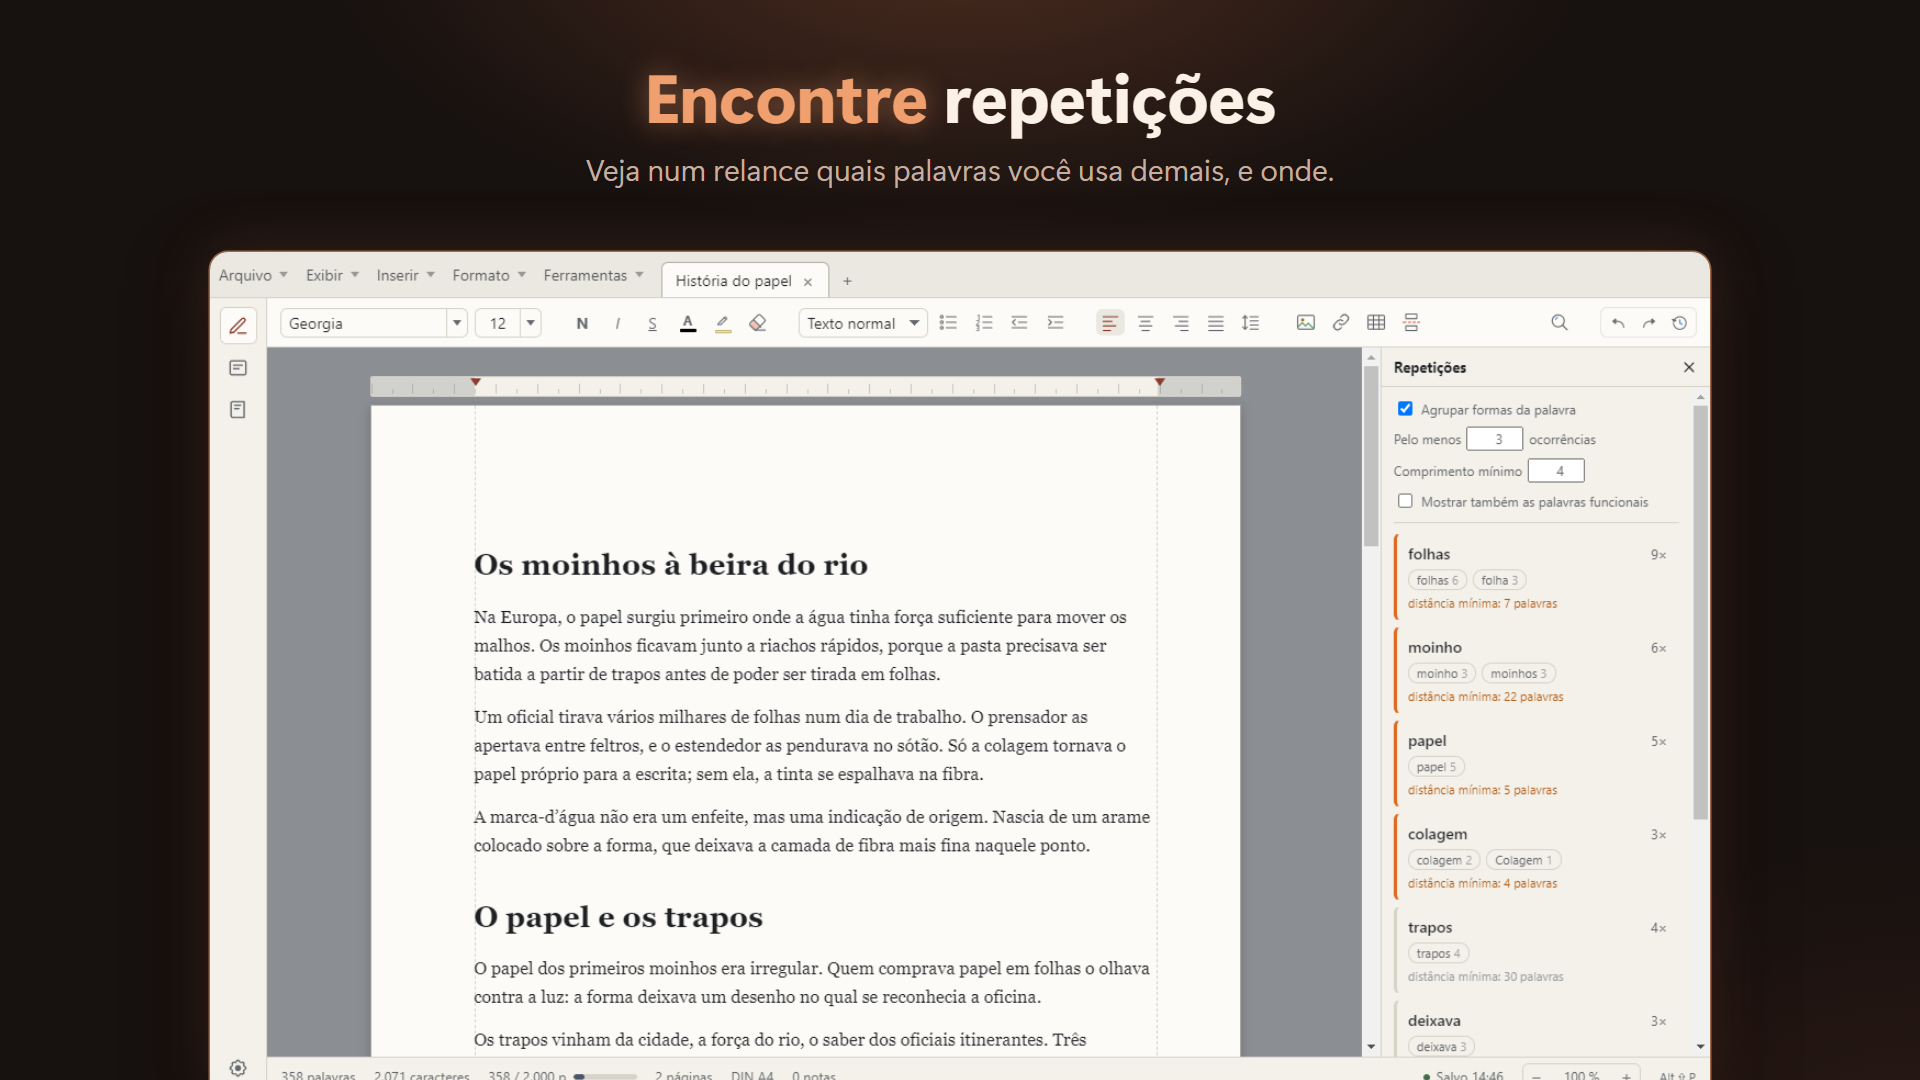 Encontre repetições
Veja num relance quais palavras você usa demais, e onde.
Arquivo Exibir Inserir Formato Ferramentas História do papel × +
Georgia 12 N I S A Texto normal
Repetições ×
Agrupar formas da palavra
Pelo menos 3 ocorrências
Comprimento mínimo 4
Mostrar também as palavras funcionais
folhas 9×
folhas 6 folha 3
distância mínima: 7 palavras
moinho 6×
moinho 3 moinhos 3
distância mínima: 22 palavras
papel 5×
papel 5
distância mínima: 5 palavras
colagem 3×
colagem 2 Colagem 1
distância mínima: 4 palavras
trapos 4×
trapos 4
distância mínima: 30 palavras
deixava 3×
deixava 3
Os moinhos à beira do rio
Na Europa, o papel surgiu primeiro onde a água tinha força suficiente para mover os
malhos. Os moinhos ficavam junto a riachos rápidos, porque a pasta precisava ser
batida a partir de trapos antes de poder ser tirada em folhas.
Um oficial tirava vários milhares de folhas num dia de trabalho. O prensador as
apertava entre feltros, e o estendedor as pendurava no sótão. Só a colagem tornava o
papel próprio para a escrita; sem ela, a tinta se espalhava na fibra.
A marca-d’água não era um enfeite, mas uma indicação de origem. Nascia de um arame
colocado sobre a forma, que deixava a camada de fibra mais fina naquele ponto.
O papel e os trapos
O papel dos primeiros moinhos era irregular. Quem comprava papel em folhas o olhava
contra a luz: a forma deixava um desenho no qual se reconhecia a oficina.
Os trapos vinham da cidade, a força do rio, o saber dos oficiais itinerantes. Três
358 palavras 2.071 caracteres 358 / 2.000 p 2 páginas DIN A4 0 notas Salvo 14:46 − 100 % + Alt ⇧ P